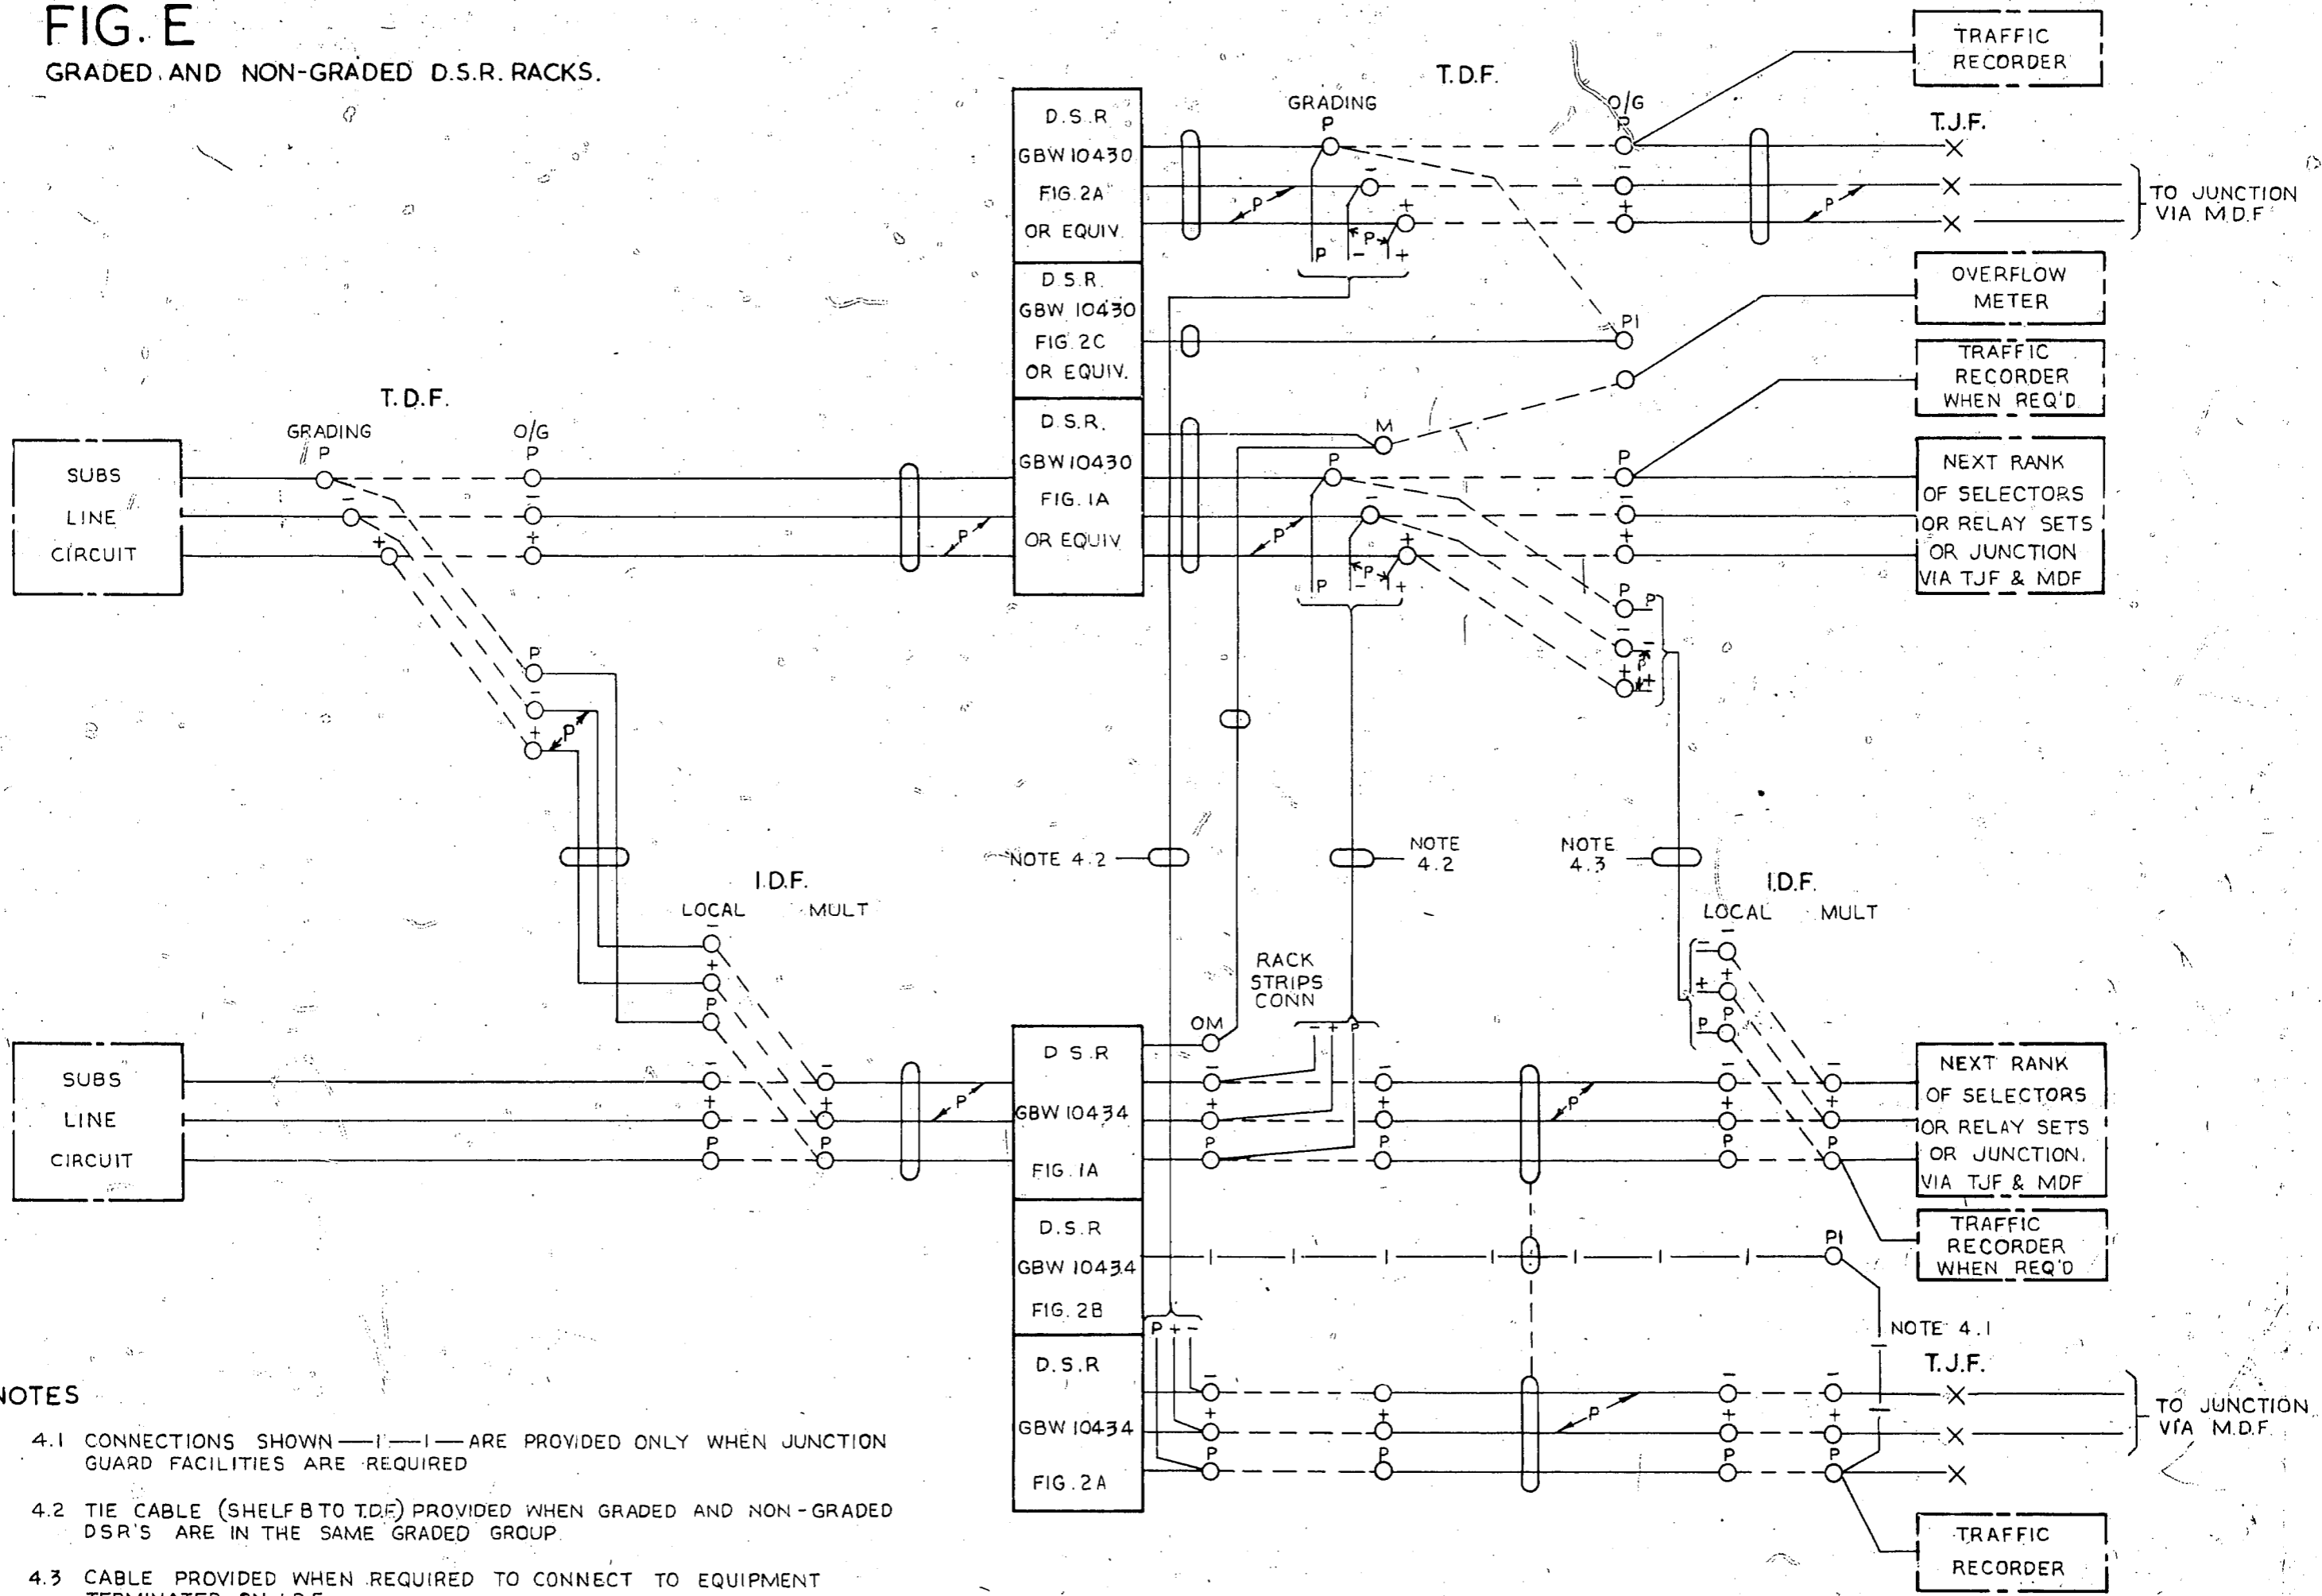 FIG. E
GRADED AND NON-GRADED D.S.R. RACKS.
T.D.F.
GRADING
P
-
+
O/G
P
-
+
TRAFFIC
RECORDER
T.J.F.
TO JUNCTION
VIA M.D.F
D.S.R
GBW 10430
FIG. 2A
OR EQUIV.
P
P
P
P - +
D.S.R.
GBW 10430
FIG. 2C
OR EQUIV.
PI
OVERFLOW
METER
TRAFFIC
RECORDER
WHEN REQ'D
T.D.F.
GRADING
P
-
+
O/G
P
-
+
SUBS
LINE
CIRCUIT
P
D.S.R.
GBW 10430
FIG. 1A
OR EQUIV
M
P
-
+
P
P
P - +
P
-
+
NEXT RANK
OF SELECTORS
OR RELAY SETS
OR JUNCTION
VIA TJF & MDF
P P
- -
P
+ +
P
-
+
P
NOTE 4.2
NOTE
4.2
NOTE
4.3
I.D.F.
LOCAL MULT
-
+
P
I.D.F.
LOCAL MULT
- -
+ +
P P
RACK
STRIPS
CONN
- + P
OM
SUBS
LINE
CIRCUIT
- -
+ +
P P
P
D S.R
GBW 10434
FIG. 1A
- -
+ +
P P
P
- -
+ +
P P
NEXT RANK
OF SELECTORS
OR RELAY SETS
OR JUNCTION.
VIA TJF & MDF
TRAFFIC
RECORDER
WHEN REQ'D
D.S.R
GBW 10434
FIG. 2B
PI
NOTE 4.1
P + -
D.S.R
GBW 10434
FIG. 2A
- -
+ +
P P
P
- -
+ +
P P
T.J.F.
TO JUNCTION
VIA M.D.F.
TRAFFIC
RECORDER
NOTES
4.1 CONNECTIONS SHOWN —I—I— ARE PROVIDED ONLY WHEN JUNCTION
GUARD FACILITIES ARE REQUIRED
4.2 TIE CABLE (SHELF B TO T.D.F.) PROVIDED WHEN GRADED AND NON-GRADED
DSR'S ARE IN THE SAME GRADED GROUP.
4.3 CABLE PROVIDED WHEN REQUIRED TO CONNECT TO EQUIPMENT
TERMINATED ON I.D.F.